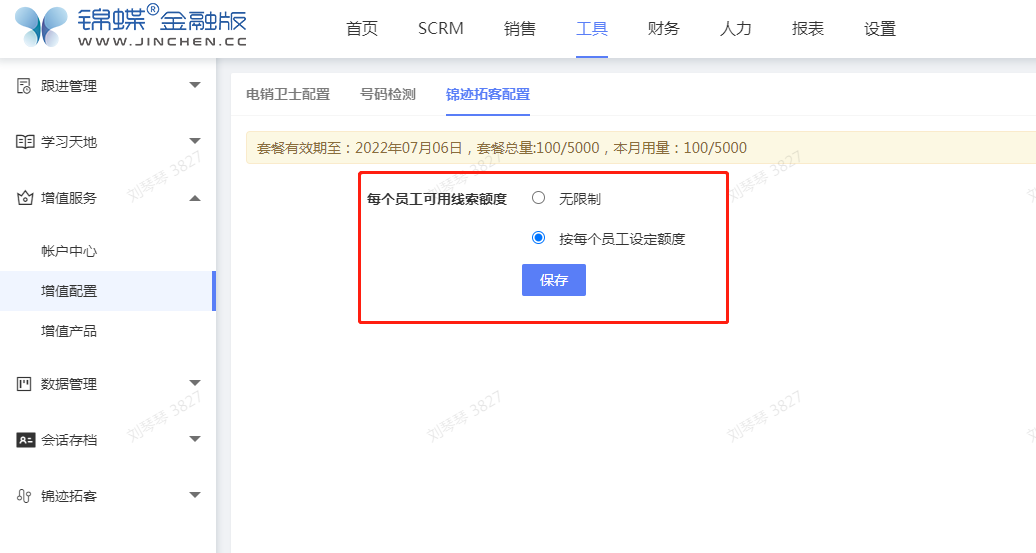 锦蝶®金融版
WWW.JINCHEN.CC
首页 SCRM 销售 工具 财务 人力 报表 设置
跟进管理
学习天地
增值服务
帐户中心
增值配置
增值产品
数据管理
会话存档
锦迹拓客
电销卫士配置 号码检测 锦迹拓客配置
套餐有效期至：2022年07月06日，套餐总量:100/5000，本月用量：100/5000
每个员工可用线索额度 无限制
按每个员工设定额度
保存
刘琴琴 3827
刘琴琴 3827
刘琴琴 3827
刘琴琴 3827
刘琴琴 3827
刘琴琴 3827